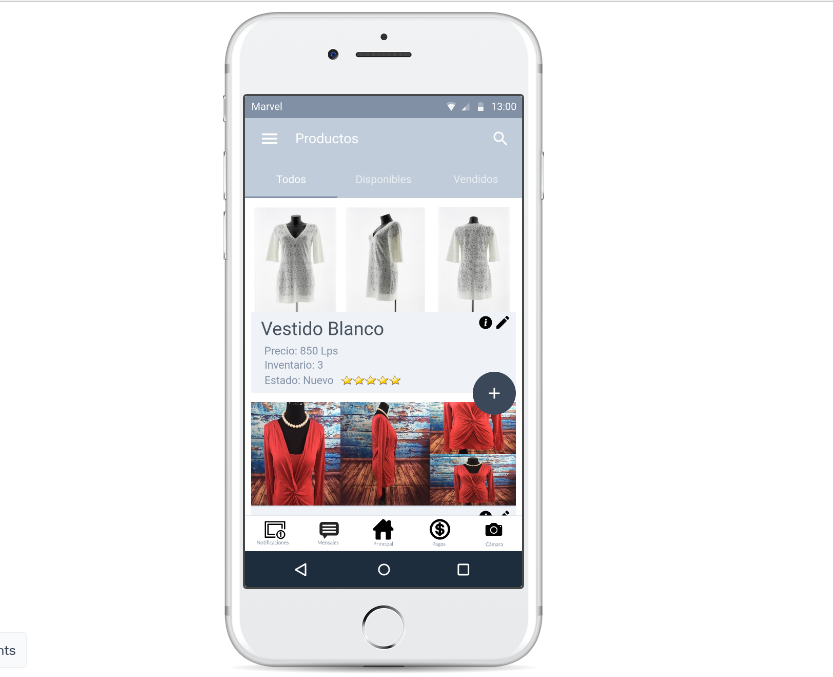 Marvel 13:00
Productos
Todos Disponibles Vendidos
Vestido Blanco
Precio: 850 Lps
Inventario: 3
Estado: Nuevo
+
Notificaciones Mensajes Principal Pagos Cámara
nts